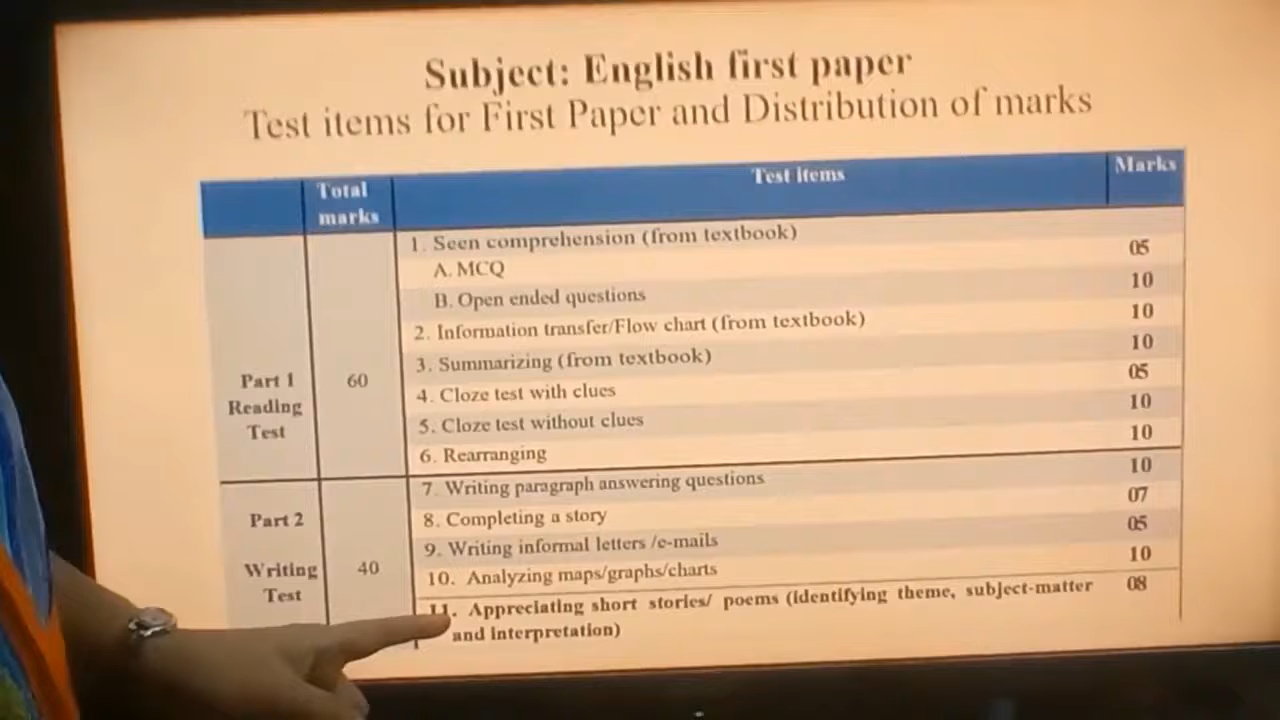 Subject: English first paper
Test items for First Paper and Distribution of marks
Total marks Test items Marks
Part 1 Reading Test 60
1. Seen comprehension (from textbook)
A. MCQ 05
B. Open ended questions 10
2. Information transfer/Flow chart (from textbook) 10
3. Summarizing (from textbook) 10
4. Cloze test with clues 05
5. Cloze test without clues 10
6. Rearranging 10
Part 2 Writing Test 40
7. Writing paragraph answering questions 10
8. Completing a story 07
9. Writing informal letters /e-mails 05
10. Analyzing maps/graphs/charts 10
11. Appreciating short stories/ poems (identifying theme, subject-matter 08
and interpretation)